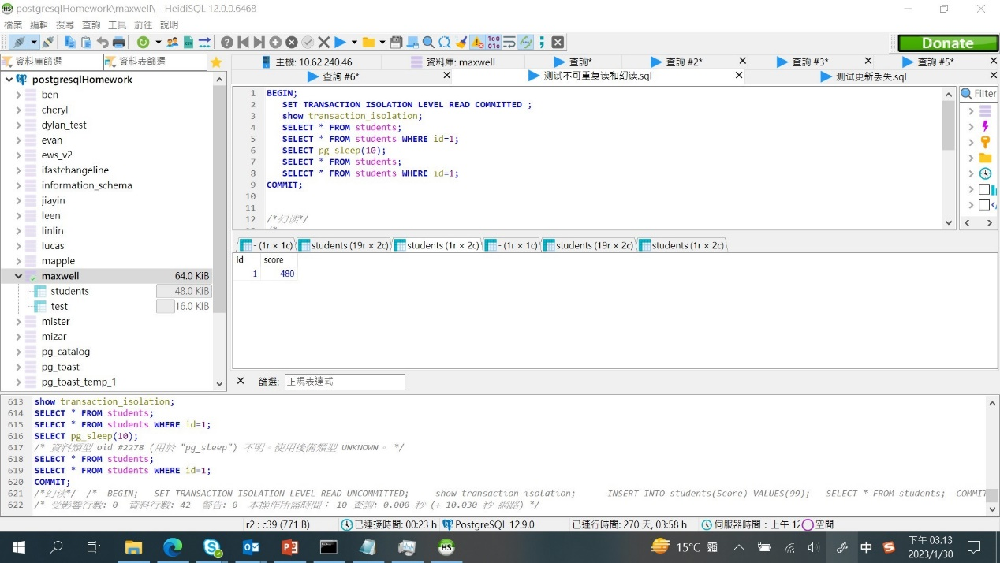 postgresqlHomework\maxwell\ - HeidiSQL 12.0.0.6468
檔案 編輯 搜尋 查詢 工具 前往 說明
Donate
資料庫篩選 資料表篩選
主機: 10.62.240.46 資料庫: maxwell 查詢* 查詢 #2* 查詢 #3* 查詢 #5*
查詢 #6* 测试不可重复读和幻读.sql 测试更新丢失.sql
postgresqlHomework
ben
cheryl
dylan_test
evan
ews_v2
ifastchangeline
information_schema
jiayin
leen
linlin
lucas
mapple
maxwell 64.0 KiB
students 48.0 KiB
test 16.0 KiB
mister
mizar
pg_catalog
pg_toast
pg_toast_temp_1
1 BEGIN;
2 SET TRANSACTION ISOLATION LEVEL READ COMMITTED ;
3 show transaction_isolation;
4 SELECT * FROM students;
5 SELECT * FROM students WHERE id=1;
6 SELECT pg_sleep(10);
7 SELECT * FROM students;
8 SELECT * FROM students WHERE id=1;
9 COMMIT;
10
11
12 /*幻读*/
Filter
- (1r × 1c) students (19r × 2c) students (1r × 2c) - (1r × 1c) students (19r × 2c) students (1r × 2c)
id score
1 480
篩選: 正規表達式
613 show transaction_isolation;
614 SELECT * FROM students;
615 SELECT * FROM students WHERE id=1;
616 SELECT pg_sleep(10);
617 /* 資料類型 oid #2278 (用於 "pg_sleep") 不明。使用後備類型 UNKNOWN。 */
618 SELECT * FROM students;
619 SELECT * FROM students WHERE id=1;
620 COMMIT;
621 /*幻读*/ /* BEGIN; SET TRANSACTION ISOLATION LEVEL READ UNCOMMITTED; show transaction_isolation; INSERT INTO students(Score) VALUES(99); SELECT * FROM students; COMMIT
622 /* 受影響行數: 0 資料行數: 42 警告: 0 本操作所需時間: 10 查詢: 0.000 秒 (+ 10.030 秒 網路) */
r2 : c39 (771 B) 已連接時間: 00:23 h PostgreSQL 12.9.0 已運行時間: 270 天, 03:58 h 伺服器時間: 上午 12 空閒
15°C 中 下午 03:13
2023/1/30